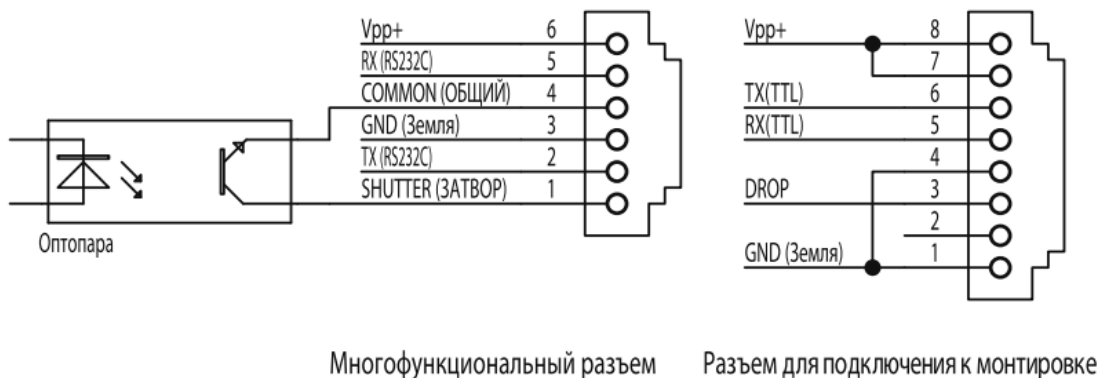 Vpp+ 6
RX (RS232C) 5
COMMON (ОБЩИЙ) 4
GND (Земля) 3
TX (RS232C) 2
SHUTTER (ЗАТВОР) 1
Оптопара
Многофункциональный разъем
Vpp+ 8
7
TX(TTL) 6
RX(TTL) 5
4
DROP 3
2
GND (Земля) 1
Разъем для подключения к монтировке